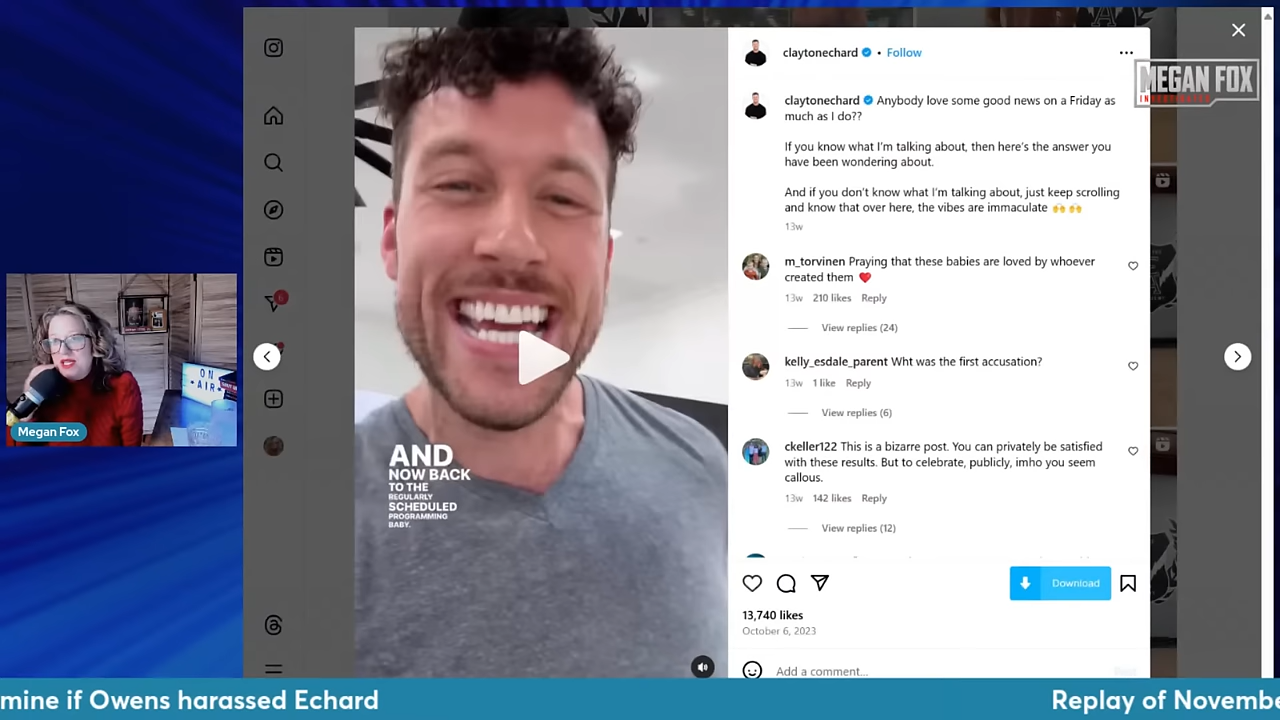 claytonechard • Follow
MEGAN FOX
claytonechard Anybody love some good news on a Friday as
much as I do??
If you know what I'm talking about, then here's the answer you
have been wondering about.
And if you don't know what I'm talking about, just keep scrolling
and know that over here, the vibes are immaculate 🙌🙌
13w
m_torvinen Praying that these babies are loved by whoever
created them ❤️
13w 210 likes Reply
View replies (24)
kelly_esdale_parent Wht was the first accusation?
13w 1 like Reply
View replies (6)
ckeller122 This is a bizarre post. You can privately be satisfied
with these results. But to celebrate, publicly, imho you seem
callous.
13w 142 likes Reply
View replies (12)
Download
13,740 likes
October 6, 2023
Add a comment...
AND
NOW BACK
TO THE
REGULARLY
SCHEDULED
PROGRAMMING
BABY.
ON
AIR
Megan Fox
mine if Owens harassed Echard
Replay of Novembe